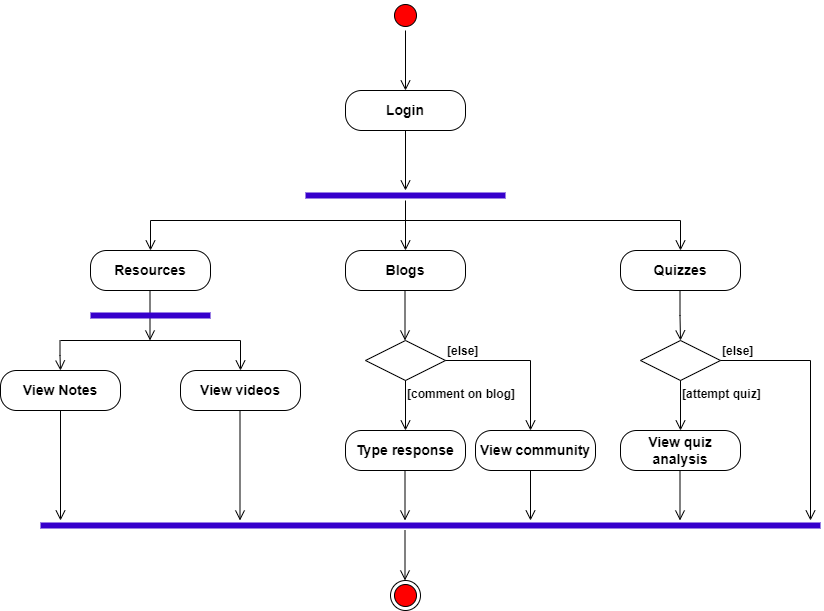 Login
Resources
Blogs
Quizzes
[else]
[else]
View Notes
View videos
[comment on blog]
[attempt quiz]
Type response
View community
View quiz
analysis